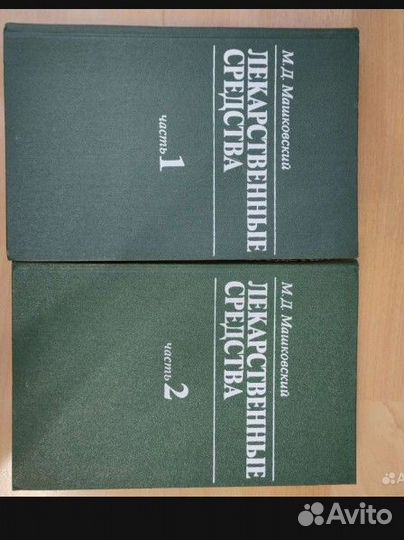 М. Д. Машковский
ЛЕКАРСТВЕННЫЕ
СРЕДСТВА
часть 1
М. Д. Машковский
ЛЕКАРСТВЕННЫЕ
СРЕДСТВА
часть 2
Avito